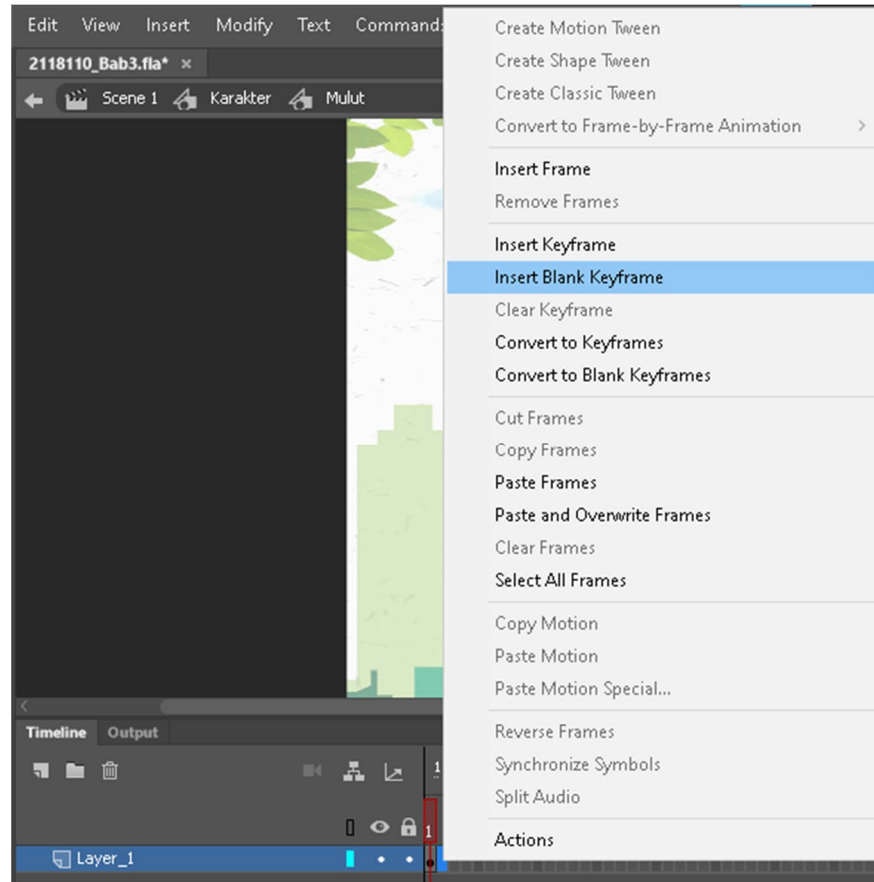 Edit View Insert Modify Text Command
2118110_Bab3.fla* ×
Scene 1 Karakter Mulut
Create Motion Tween
Create Shape Tween
Create Classic Tween
Convert to Frame-by-Frame Animation
Insert Frame
Remove Frames
Insert Keyframe
Insert Blank Keyframe
Clear Keyframe
Convert to Keyframes
Convert to Blank Keyframes
Cut Frames
Copy Frames
Paste Frames
Paste and Overwrite Frames
Clear Frames
Select All Frames
Copy Motion
Paste Motion
Paste Motion Special...
Reverse Frames
Synchronize Symbols
Split Audio
Actions
Timeline Output
1
1
Layer_1